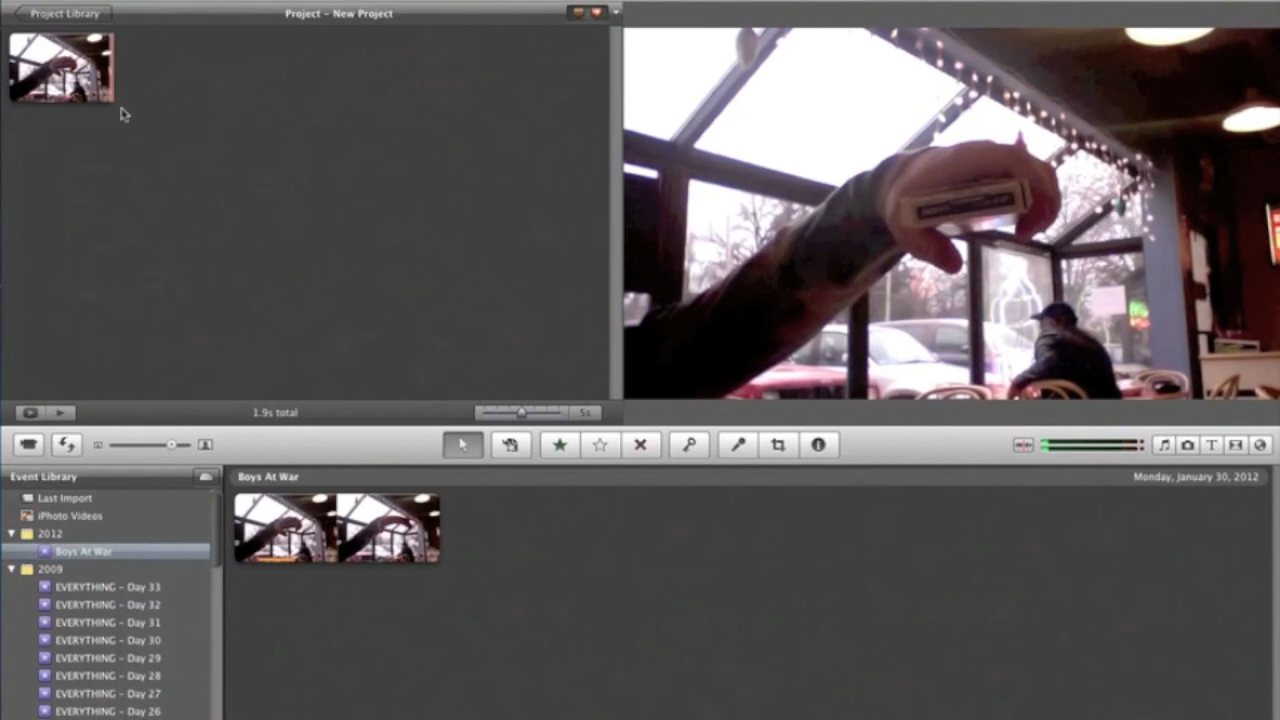 Project Library
Project – New Project
1.9s total
5s
Event Library
Boys At War
Monday, January 30, 2012
Last Import
iPhoto Videos
2012
Boys At War
2009
EVERYTHING – Day 33
EVERYTHING – Day 32
EVERYTHING – Day 31
EVERYTHING – Day 30
EVERYTHING – Day 29
EVERYTHING – Day 28
EVERYTHING – Day 27
EVERYTHING – Day 26